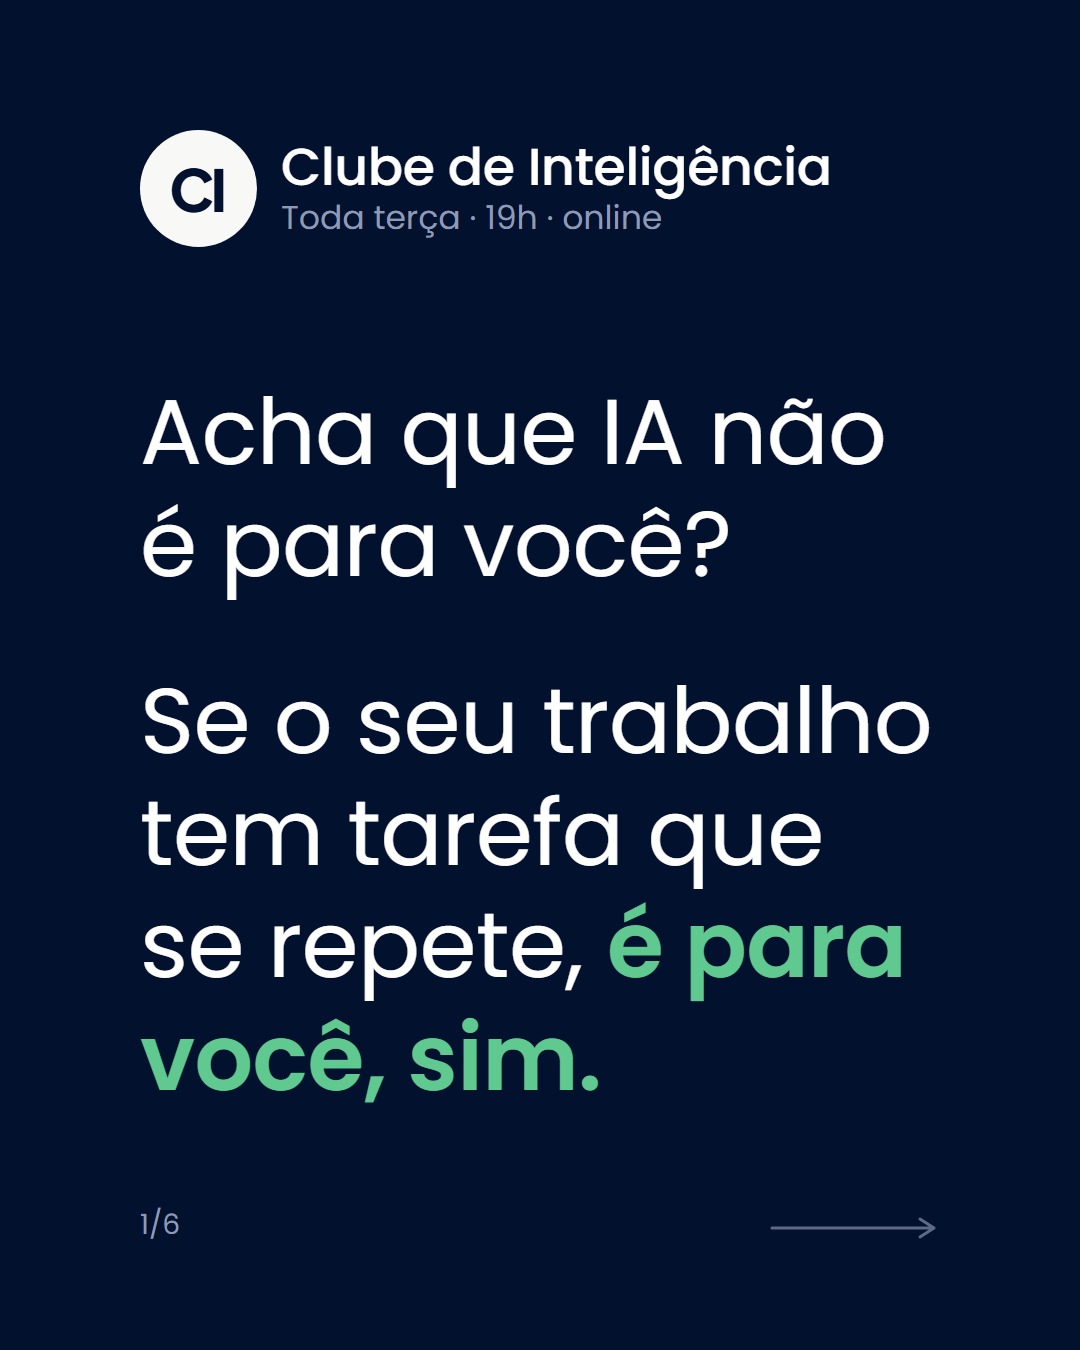 CI
Clube de Inteligência
Toda terça · 19h · online
Acha que IA não
é para você?
Se o seu trabalho
tem tarefa que
se repete, é para
você, sim.
1/6